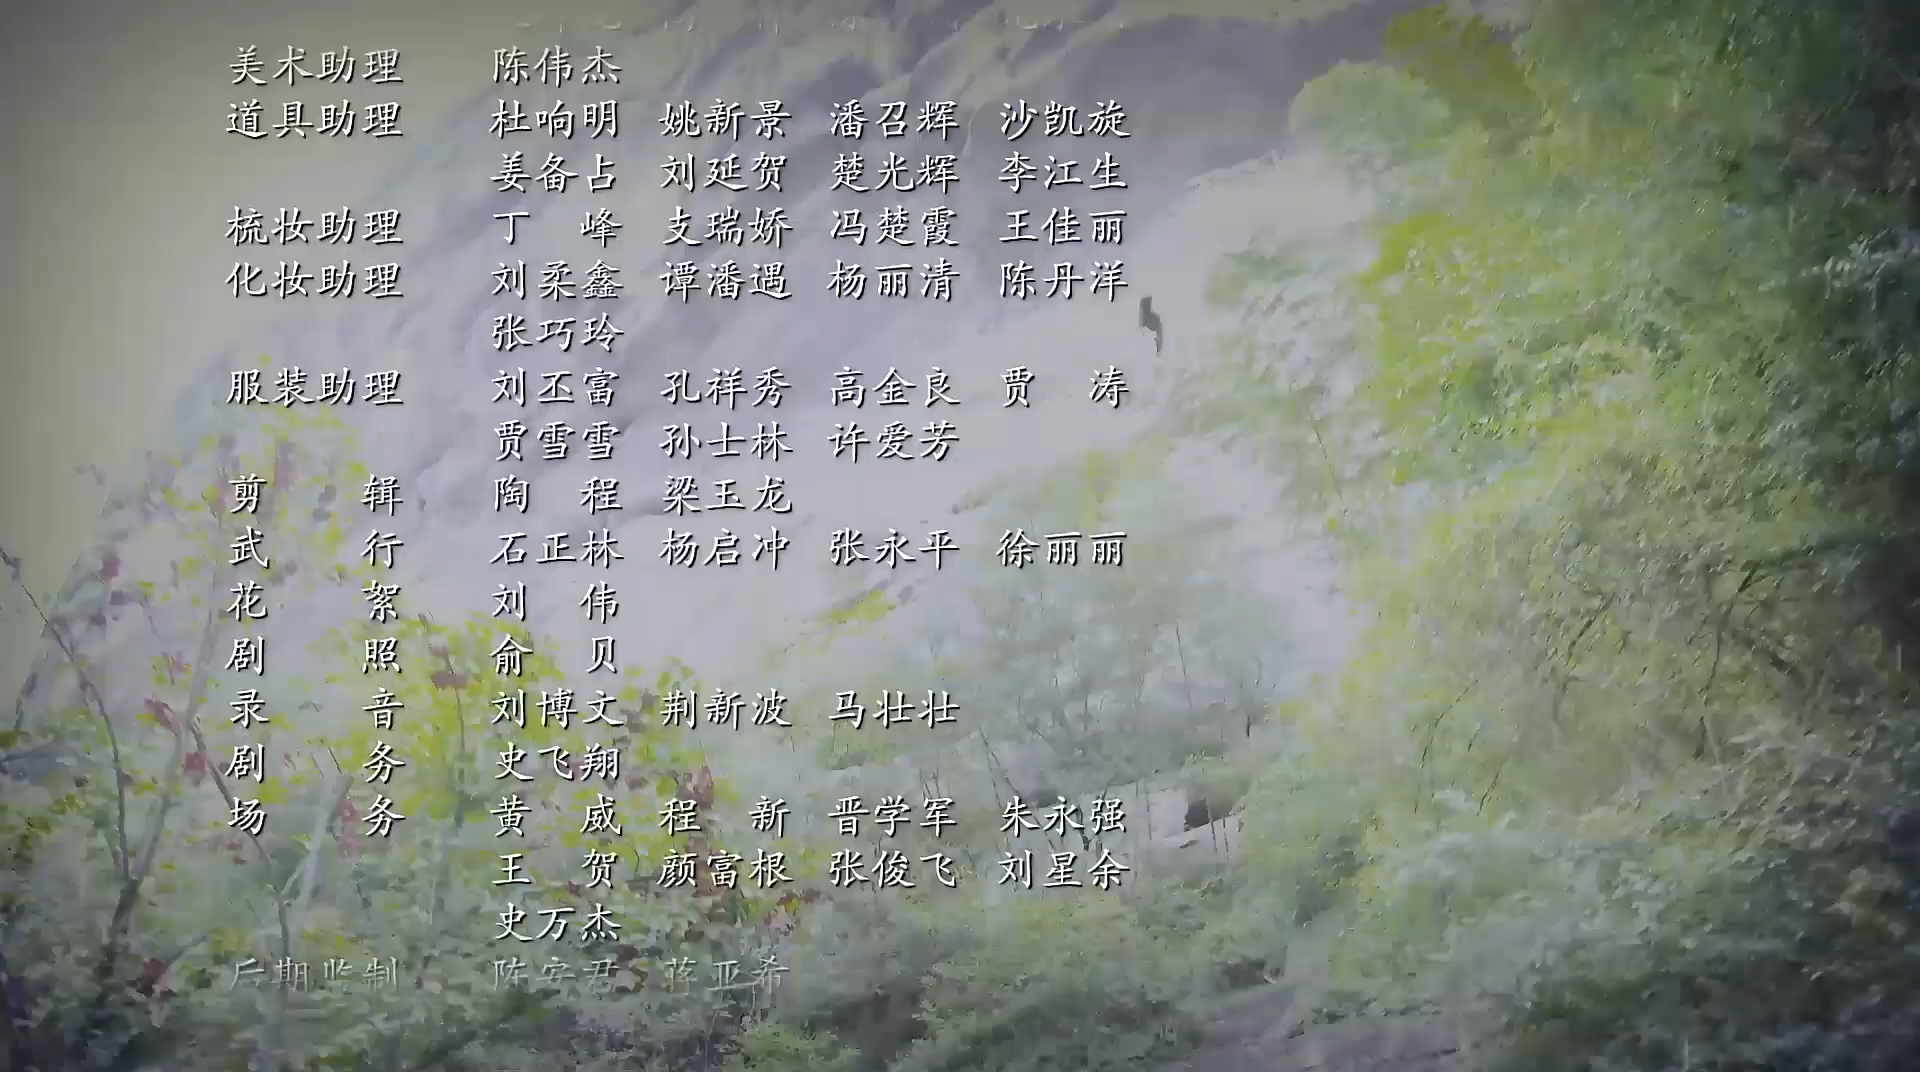 美术助理 陈伟杰
道具助理 杜响明 姚新景 潘召辉 沙凯旋
姜备占 刘延贺 楚光辉 李江生
梳妆助理 丁 峰 支瑞娇 冯楚霞 王佳丽
化妆助理 刘柔鑫 谭潘遇 杨丽清 陈丹洋
张巧玲
服装助理 刘丕富 孔祥秀 高金良 贾 涛
贾雪雪 孙士林 许爱芳
剪 辑 陶 程 梁玉龙
武 行 石正林 杨启冲 张永平 徐丽丽
花 絮 刘 伟
剧 照 俞 贝
录 音 刘博文 荆新波 马壮壮
剧 务 史飞翔
场 务 黄 威 程 新 晋学军 朱永强
王 贺 颜富根 张俊飞 刘星余
史万杰
后期监制 陈安君 蒋亚希